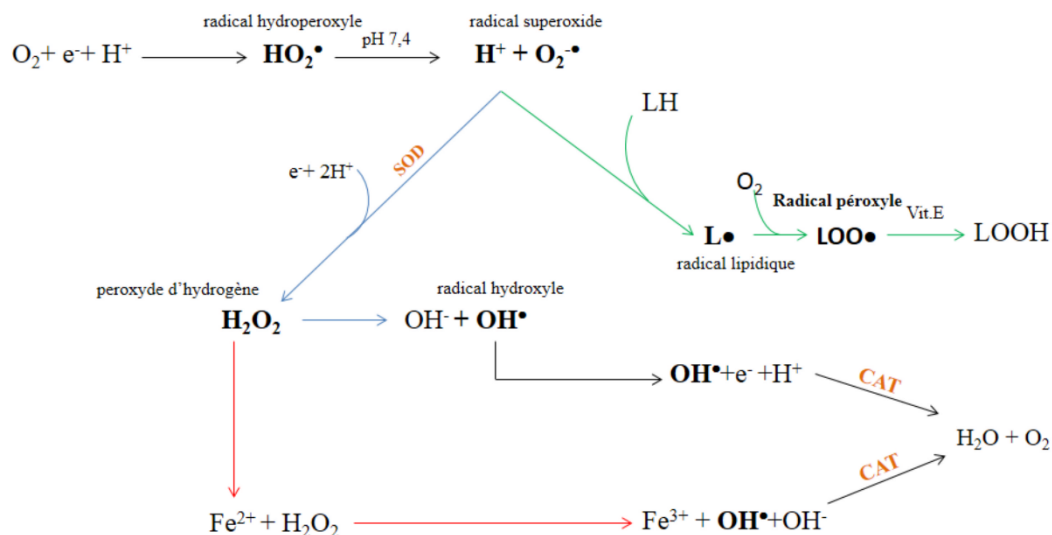 radical hydroperoxyle
radical superoxide
O₂+ e⁻+ H⁺
HO₂•
pH 7,4
H⁺ + O₂⁻•
LH
SOD
e⁻+ 2H⁺
O₂
Radical péroxyle
Vit.E
L•
LOO•
LOOH
radical lipidique
peroxyde d'hydrogène
radical hydroxyle
H₂O₂
OH⁻ + OH•
OH•+e⁻ +H⁺
CAT
H₂O + O₂
CAT
Fe²⁺ + H₂O₂
Fe³⁺ + OH•+OH⁻